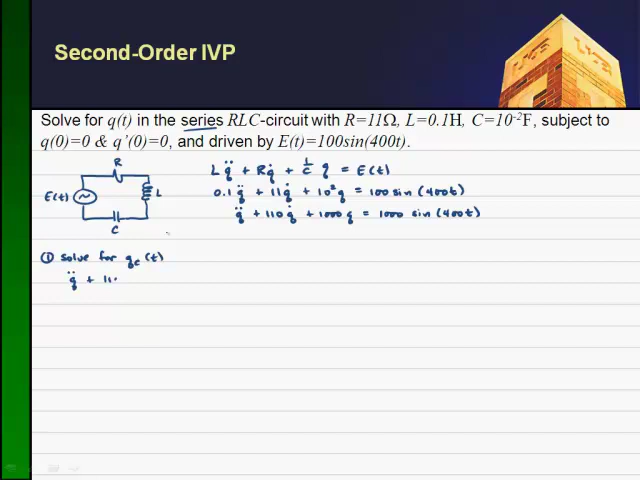 Second-Order IVP
Solve for q(t) in the series RLC-circuit with R=11Ω, L=0.1H, C=10⁻²F, subject to
q(0)=0 & q'(0)=0, and driven by E(t)=100sin(400t).
R
E(t)
L
C
L q̈ + R q̇ + 1/C q = E(t)
0.1 q̈ + 11 q̇ + 10² q = 100 sin(400t)
q̈ + 110 q̇ + 1000 q = 1000 sin(400t)
① Solve for q_c(t)
q̈ + 11